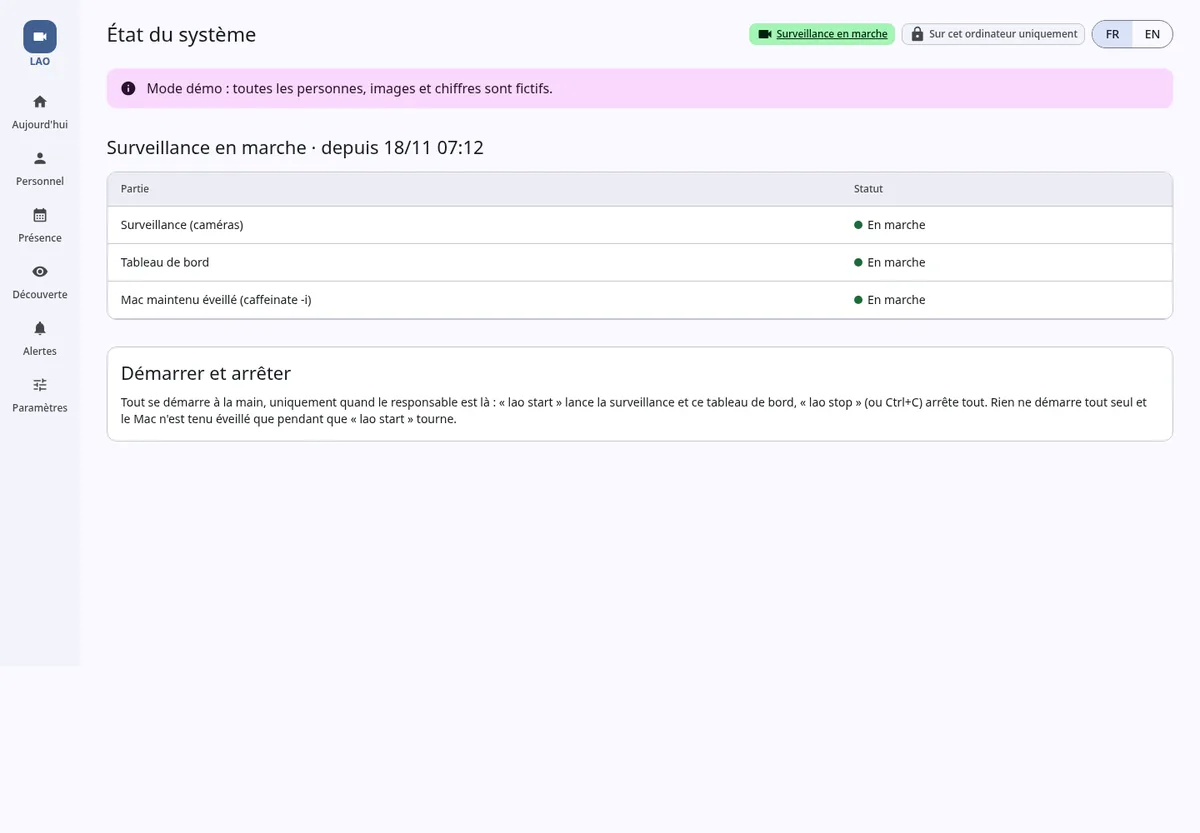 LAO
Aujourd'hui
Personnel
Présence
Découverte
Alertes
Paramètres
État du système
Surveillance en marche
Sur cet ordinateur uniquement
FR
EN
Mode démo : toutes les personnes, images et chiffres sont fictifs.
Surveillance en marche · depuis 18/11 07:12
Partie
Statut
Surveillance (caméras)
En marche
Tableau de bord
En marche
Mac maintenu éveillé (caffeinate -i)
En marche
Démarrer et arrêter
Tout se démarre à la main, uniquement quand le responsable est là : « lao start » lance la surveillance et ce tableau de bord, « lao stop » (ou Ctrl+C) arrête tout. Rien ne démarre tout seul et
le Mac n'est tenu éveillé que pendant que « lao start » tourne.